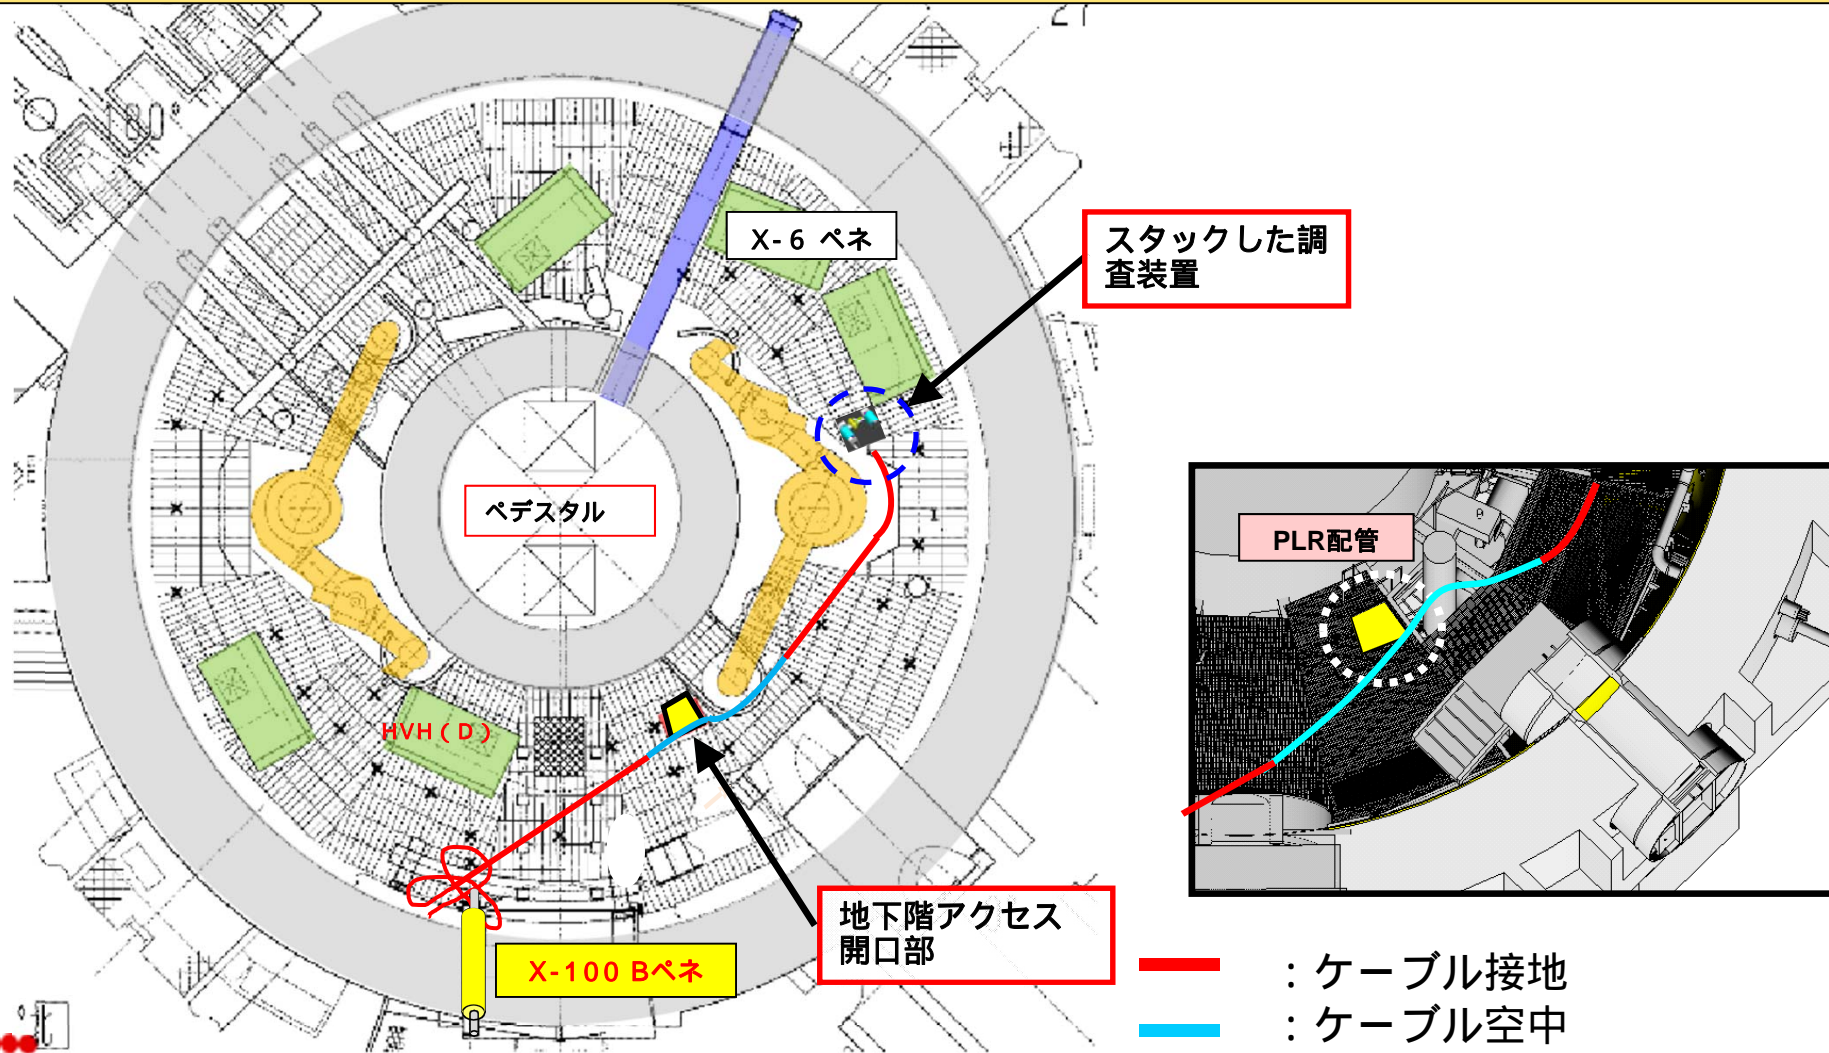 180°
X-6 ペネ
スタックした調
査装置
ペデスタル
PLR配管
HVH(D)
地下階アクセス
開口部
X-100 Bペネ
:ケーブル接地
:ケーブル空中